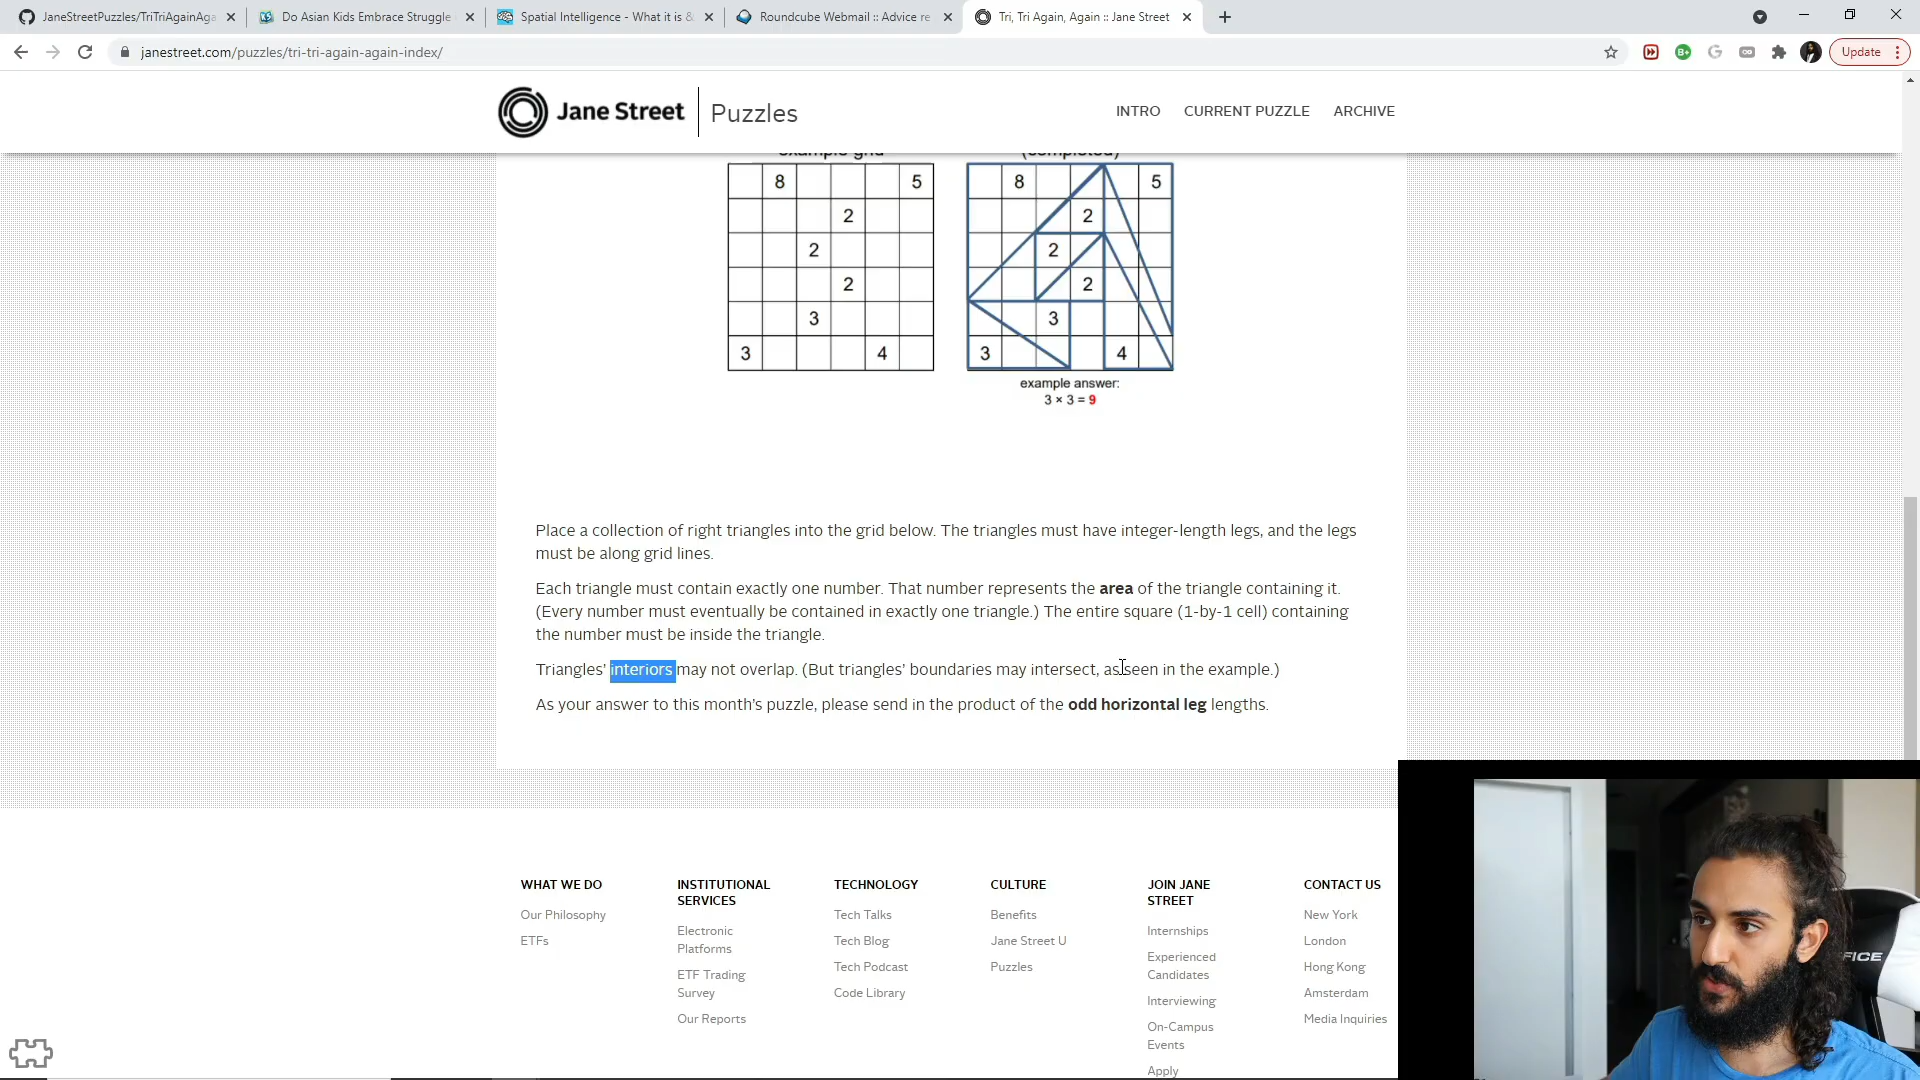 JaneStreetPuzzles/TriTriAgainAga
Do Asian Kids Embrace Struggle
Spatial Intelligence - What it is &
Roundcube Webmail :: Advice re
Tri, Tri Again, Again :: Jane Street
janestreet.com/puzzles/tri-tri-again-again-index/
Update
Jane Street
Puzzles
INTRO
CURRENT PUZZLE
ARCHIVE
example grid
(completed)
8 5
2
2
2
3
3 4
8 5
2
2
2
3
3 4
example answer:
3 × 3 = 9
Place a collection of right triangles into the grid below. The triangles must have integer-length legs, and the legs
must be along grid lines.
Each triangle must contain exactly one number. That number represents the area of the triangle containing it.
(Every number must eventually be contained in exactly one triangle.) The entire square (1-by-1 cell) containing
the number must be inside the triangle.
Triangles’ interiors may not overlap. (But triangles’ boundaries may intersect, as seen in the example.)
As your answer to this month’s puzzle, please send in the product of the odd horizontal leg lengths.
WHAT WE DO
Our Philosophy
ETFs
INSTITUTIONAL
SERVICES
Electronic
Platforms
ETF Trading
Survey
Our Reports
TECHNOLOGY
Tech Talks
Tech Blog
Tech Podcast
Code Library
CULTURE
Benefits
Jane Street U
Puzzles
JOIN JANE
STREET
Internships
Experienced
Candidates
Interviewing
On-Campus
Events
Apply
CONTACT US
New York
London
Hong Kong
Amsterdam
Media Inquiries